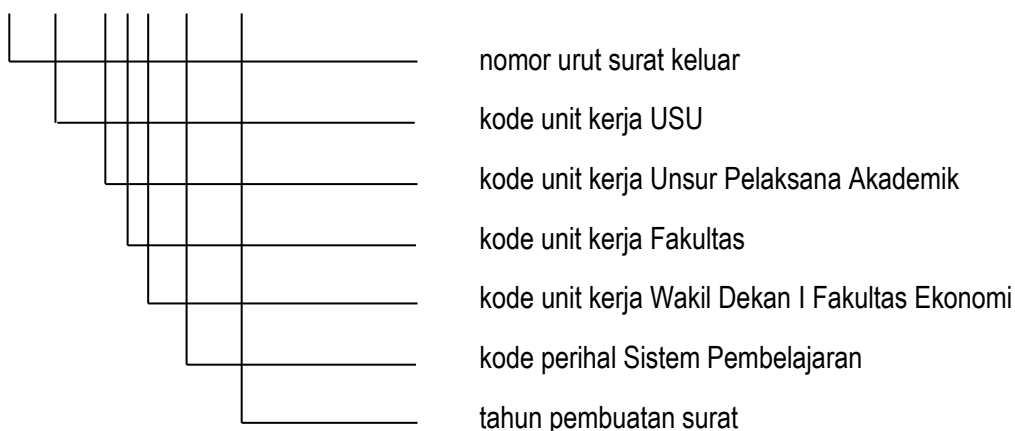 nomor urut surat keluar
kode unit kerja USU
kode unit kerja Unsur Pelaksana Akademik
kode unit kerja Fakultas
kode unit kerja Wakil Dekan I Fakultas Ekonomi
kode perihal Sistem Pembelajaran
tahun pembuatan surat